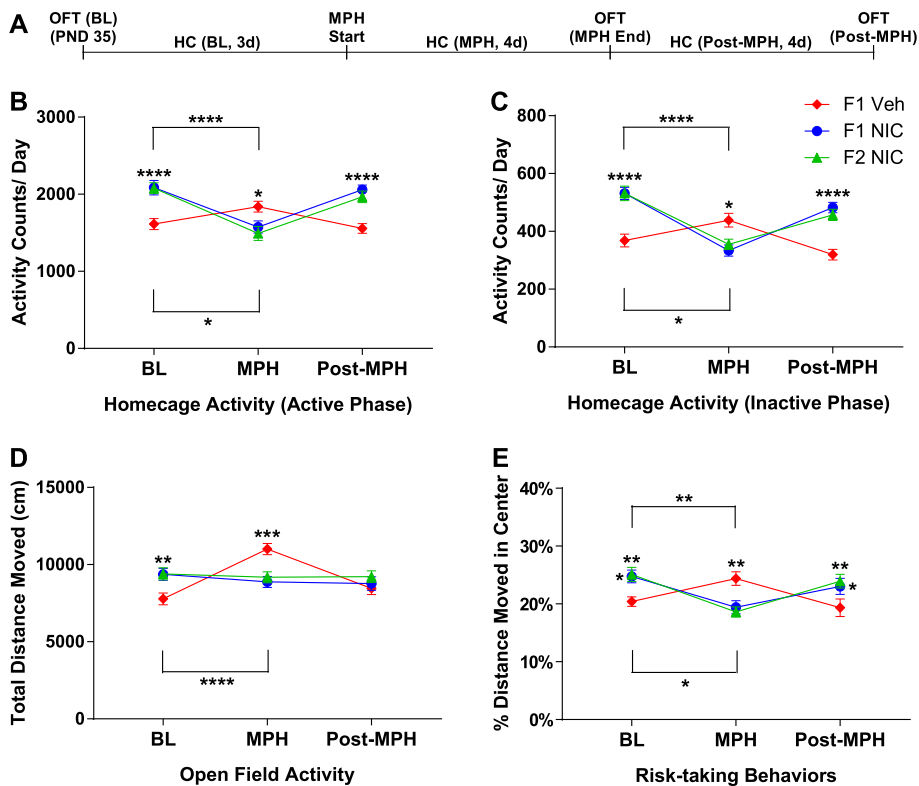 A
OFT (BL)
(PND 35)
HC (BL, 3d)
MPH
Start
HC (MPH, 4d)
OFT
(MPH End)
HC (Post-MPH, 4d)
OFT
(Post-MPH)
B
Activity Counts/ Day
3000
2000
1000
0
****
****
*
****
*
BL
MPH
Post-MPH
Homecage Activity (Active Phase)
C
Activity Counts/ Day
800
600
400
200
0
****
****
*
****
*
BL
MPH
Post-MPH
Homecage Activity (Inactive Phase)
F1 Veh
F1 NIC
F2 NIC
D
Total Distance Moved (cm)
15000
10000
5000
0
**
***
****
BL
MPH
Post-MPH
Open Field Activity
E
% Distance Moved in Center
40%
30%
20%
10%
0%
**
**
*
**
**
*
*
BL
MPH
Post-MPH
Risk-taking Behaviors